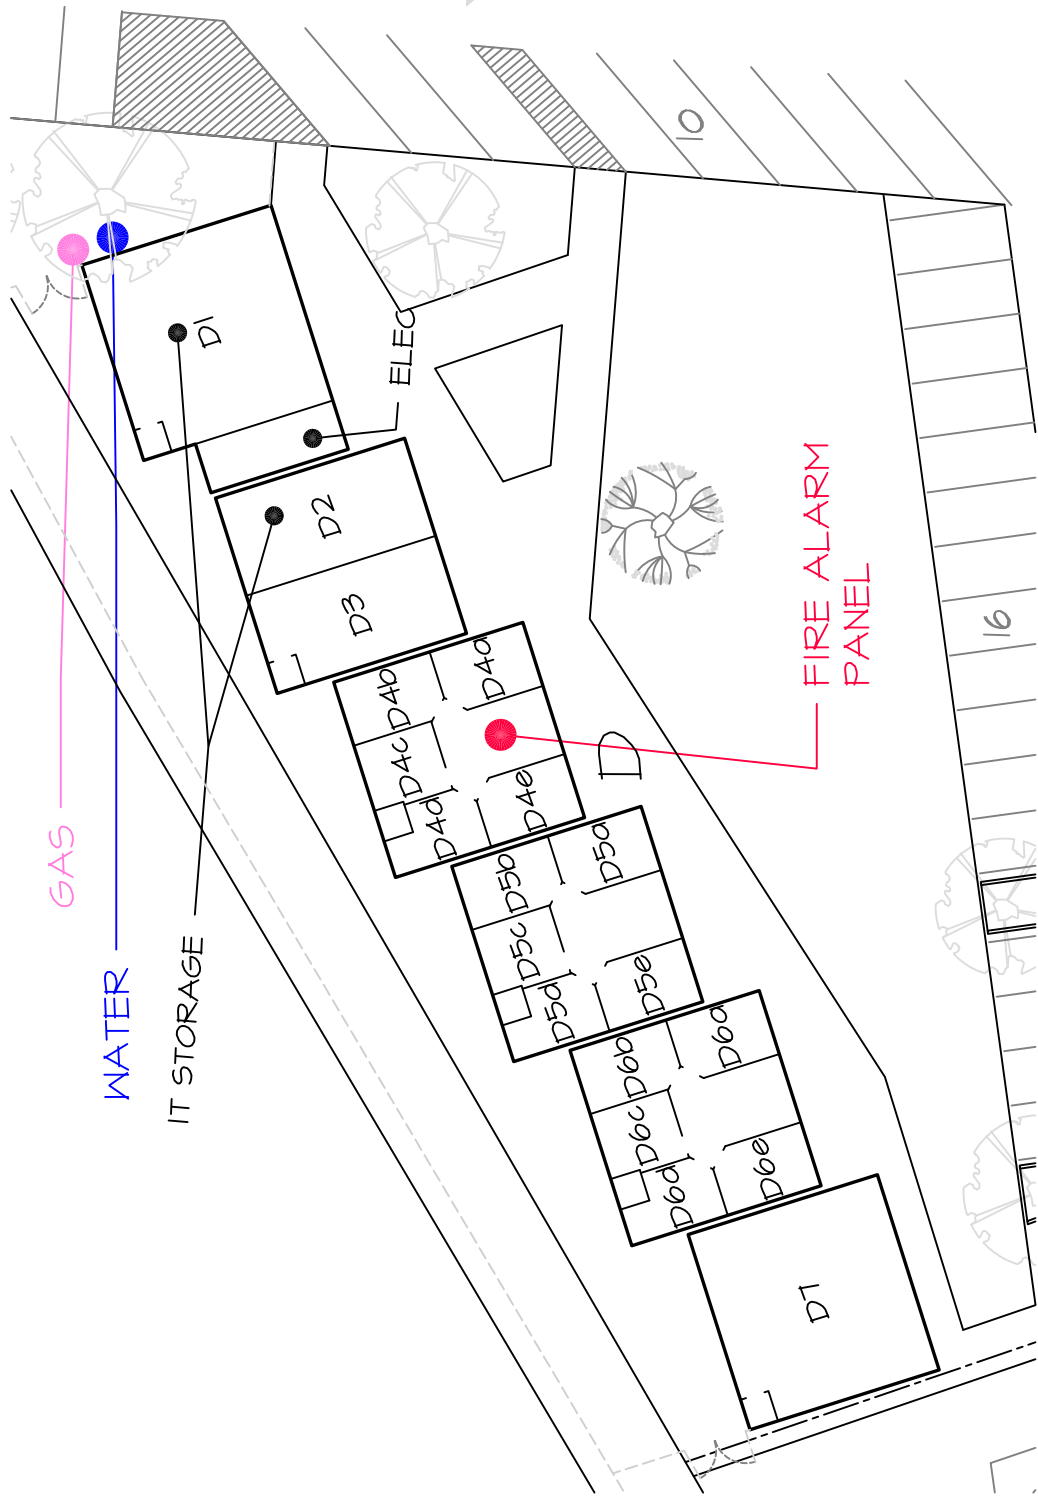 GAS
WATER
IT STORAGE
ELEC
FIRE ALARM
PANEL
10
16
D
D1
D2
D3
D4a
D4b
D4c
D4d
D4e
D5a
D5b
D5c
D5d
D5e
D6a
D6b
D6c
D6d
D6e
D7